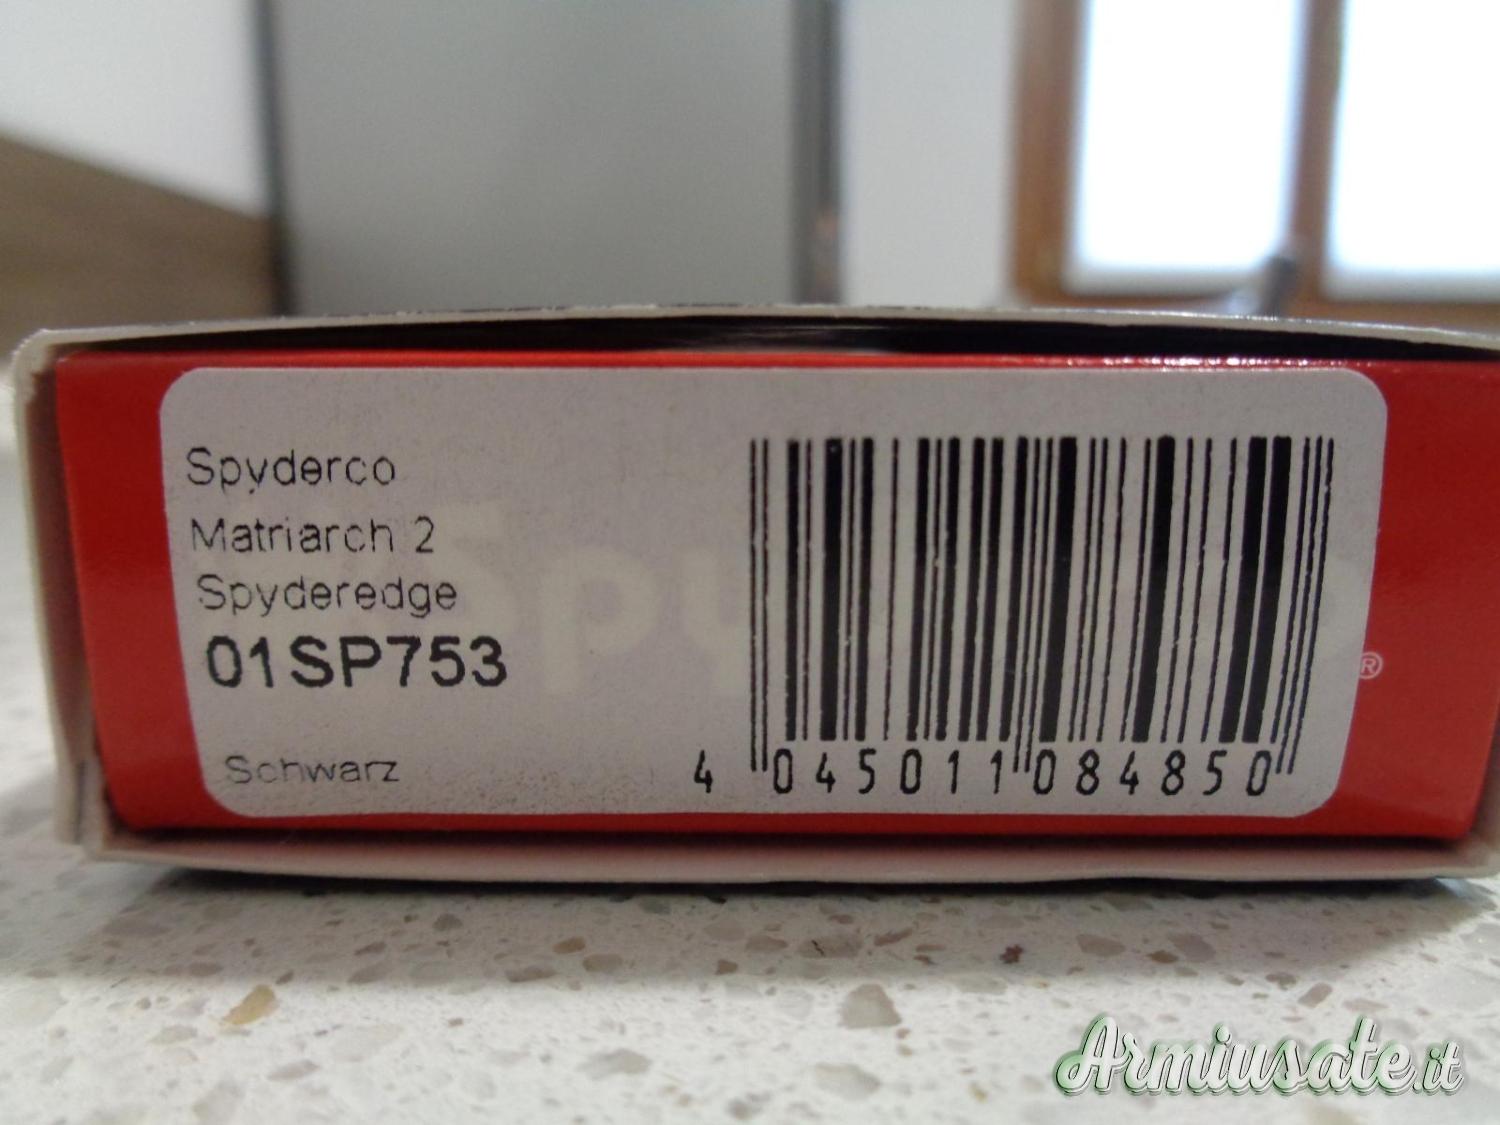 Spyderco
Matriarch 2
Spyderedge
01SP753
Schwarz
4 045011 084850
®
Armiusate.it